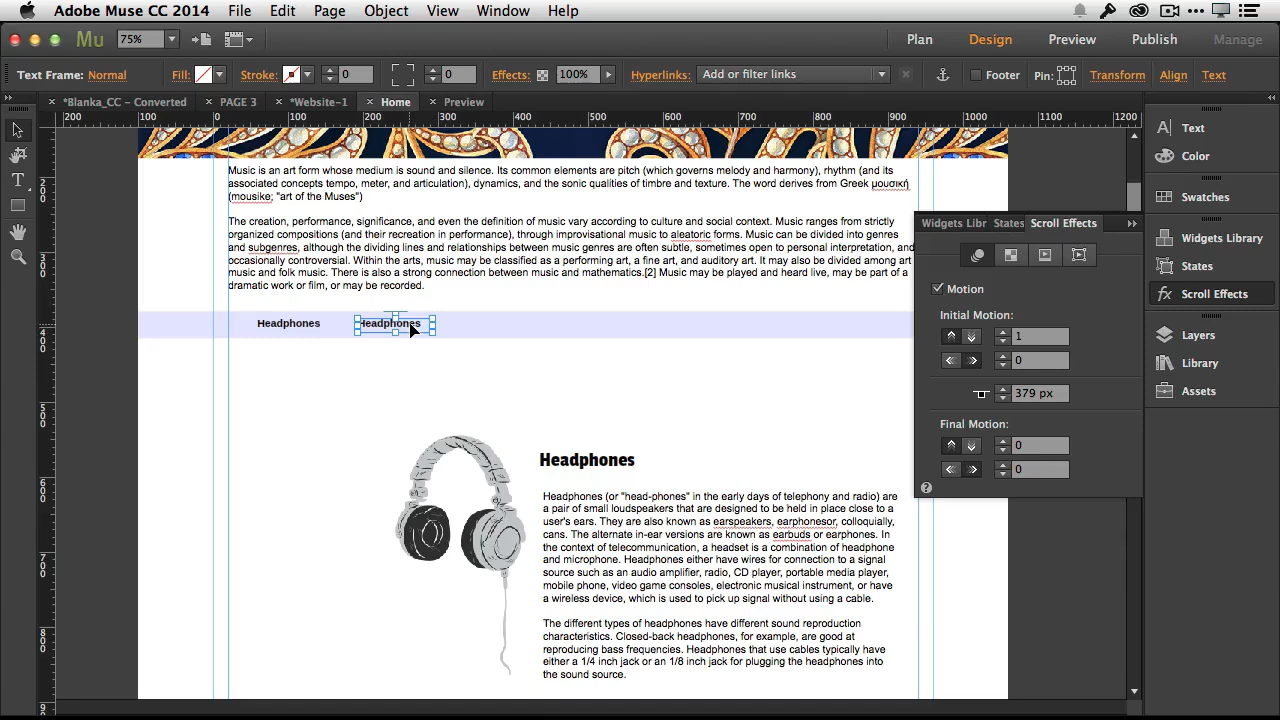 Adobe Muse CC 2014 File Edit Page Object View Window Help
Mu 75% Plan Design Preview Publish Manage
Text Frame: Normal Fill: Stroke: 0 0 Effects: 100% Hyperlinks: Add or filter links Footer Pin: Transform Align Text
*Blanka_CC - Converted PAGE 3 *Website-1 Home Preview
200 100 0 100 200 300 400 500 600 700 800 900 1000 1100 1200
Music is an art form whose medium is sound and silence. Its common elements are pitch (which governs melody and harmony), rhythm (and its
associated concepts tempo, meter, and articulation), dynamics, and the sonic qualities of timbre and texture. The word derives from Greek μουσική
(mousike; "art of the Muses")
The creation, performance, significance, and even the definition of music vary according to culture and social context. Music ranges from strictly
organized compositions (and their recreation in performance), through improvisational music to aleatoric forms. Music can be divided into genres
and subgenres, although the dividing lines and relationships between music genres are often subtle, sometimes open to personal interpretation, and
occasionally controversial. Within the arts, music may be classified as a performing art, a fine art, and auditory art. It may also be divided among art
music and folk music. There is also a strong connection between music and mathematics.[2] Music may be played and heard live, may be part of a
dramatic work or film, or may be recorded.
Headphones Headphones
Headphones
Headphones (or "head-phones" in the early days of telephony and radio) are
a pair of small loudspeakers that are designed to be held in place close to a
user's ears. They are also known as earspeakers, earphonesor, colloquially,
cans. The alternate in-ear versions are known as earbuds or earphones. In
the context of telecommunication, a headset is a combination of headphone
and microphone. Headphones either have wires for connection to a signal
source such as an audio amplifier, radio, CD player, portable media player,
mobile phone, video game consoles, electronic musical instrument, or have
a wireless device, which is used to pick up signal without using a cable.
The different types of headphones have different sound reproduction
characteristics. Closed-back headphones, for example, are good at
reproducing bass frequencies. Headphones that use cables typically have
either a 1/4 inch jack or an 1/8 inch jack for plugging the headphones into
the sound source.
200
300
400
500
600
700
800
90
Widgets Libr States Scroll Effects
Motion
Initial Motion:
1
0
379 px
Final Motion:
0
0
?
Text
Color
Swatches
Widgets Library
States
fx Scroll Effects
Layers
Library
Assets